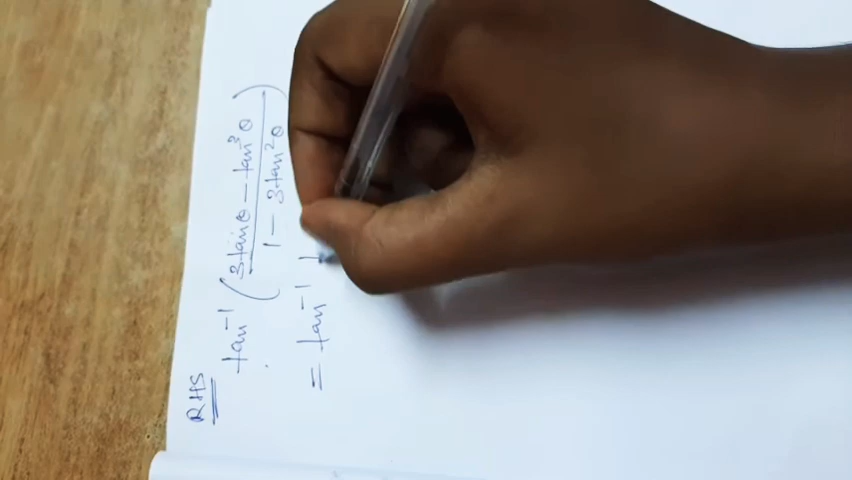 RHS
tan⁻¹ ( (3tanθ − tan³θ) / (1 − 3tan²θ) )
= tan⁻¹